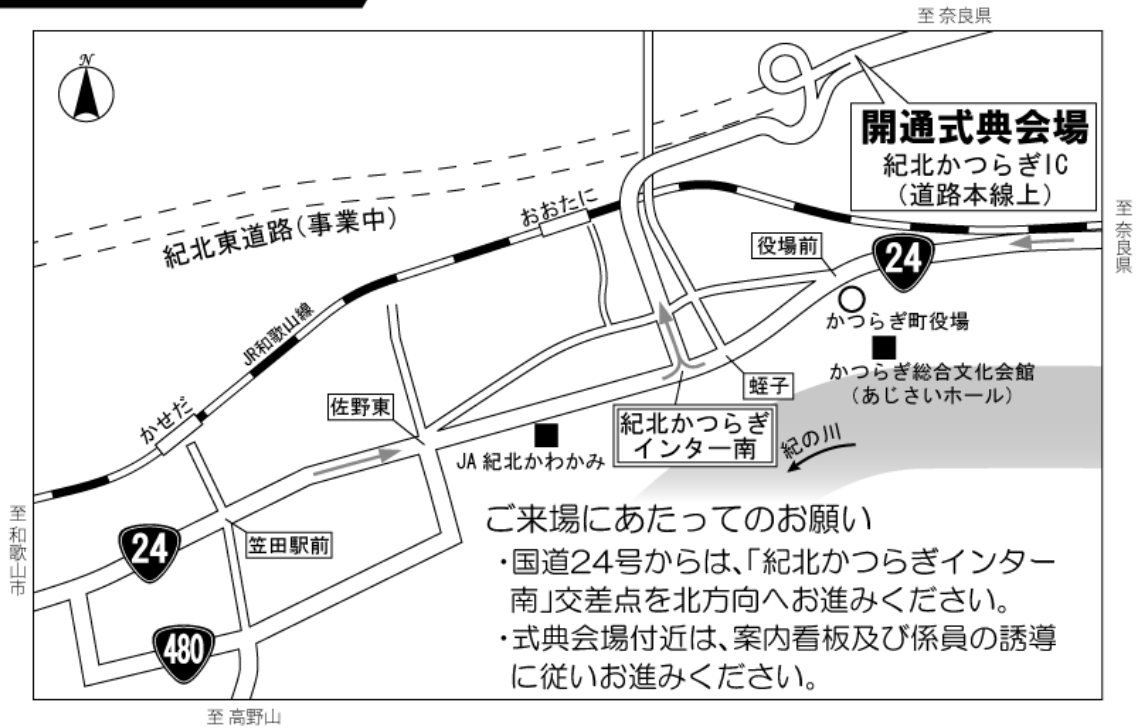 至 奈良県
N
開通式典会場
紀北かつらぎIC
(道路本線上)
おおたに
紀北東道路(事業中)
至奈良県
役場前
24
かつらぎ町役場
JR和歌山線
蛭子
かつらぎ総合文化会館
(あじさいホール)
佐野東
かせだ
紀北かつらぎ
インター南
紀の川
JA 紀北かわかみ
至和歌山市
24
笠田駅前
480
ご来場にあたってのお願い
・国道24号からは、「紀北かつらぎインター
南」交差点を北方向へお進みください。
・式典会場付近は、案内看板及び係員の誘導
に従いお進みください。
至 高野山